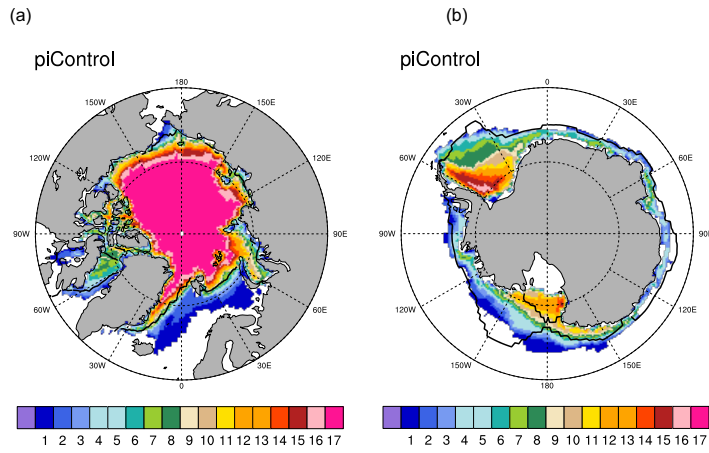 (a) (b)
piControl piControl
180 0
150W 150E 30W 30E
120W 120E 60W 60E
90W 90E 90W 90E
60W 60E 120W 120E
30W 30E 150W 150E
0 180
1 2 3 4 5 6 7 8 9 10 11 12 13 14 15 16 17 1 2 3 4 5 6 7 8 9 10 11 12 13 14 15 16 17